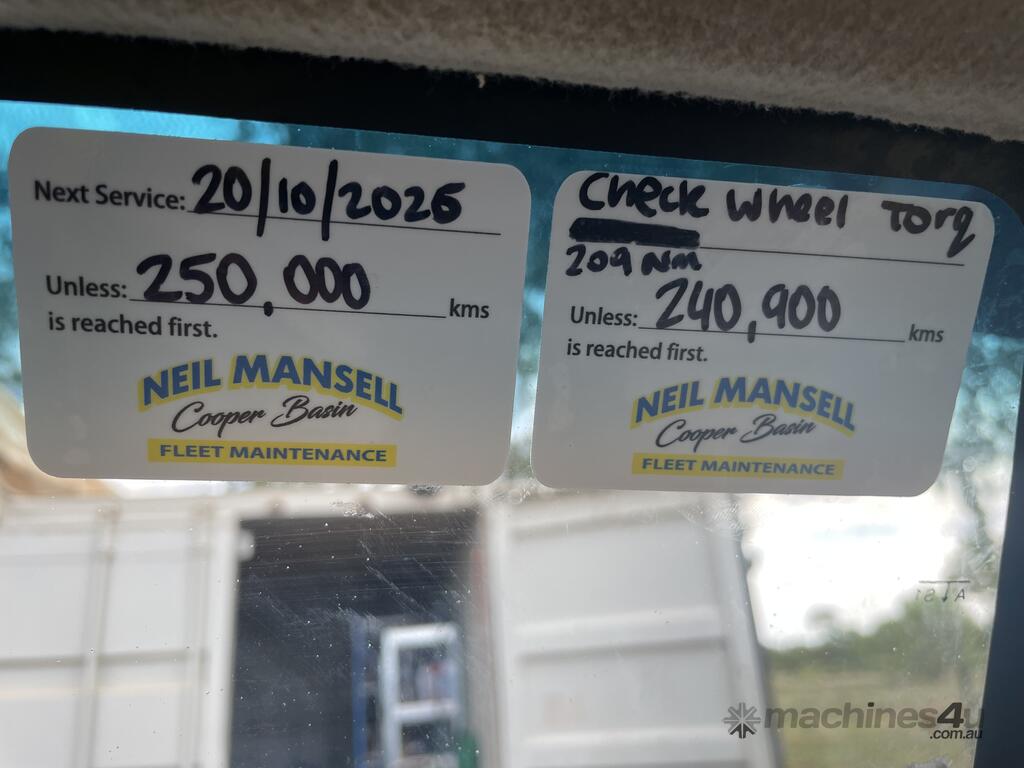 Next Service: 20/10/2026
Unless: 250,000 kms
is reached first.
NEIL MANSELL
Cooper Basin
FLEET MAINTENANCE
Check Wheel Torq
209 Nm
Unless: 240,900 kms
is reached first.
NEIL MANSELL
Cooper Basin
FLEET MAINTENANCE
machines4u
.com.au